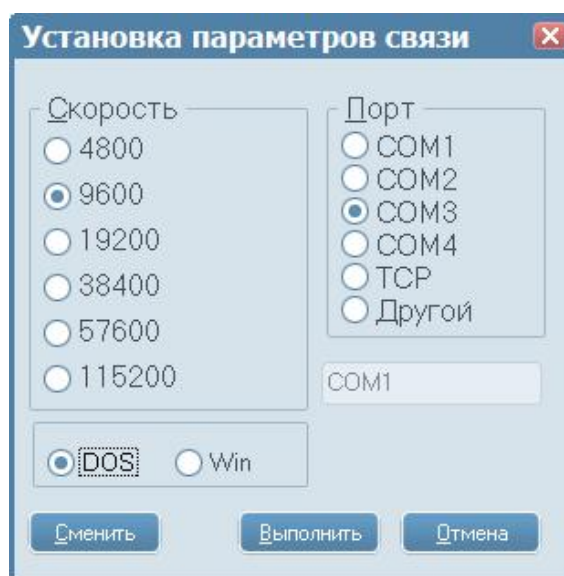 Установка параметров связи
Скорость
4800
9600
19200
38400
57600
115200
Порт
COM1
COM2
COM3
COM4
TCP
Другой
COM1
DOS Win
Сменить Выполнить Отмена